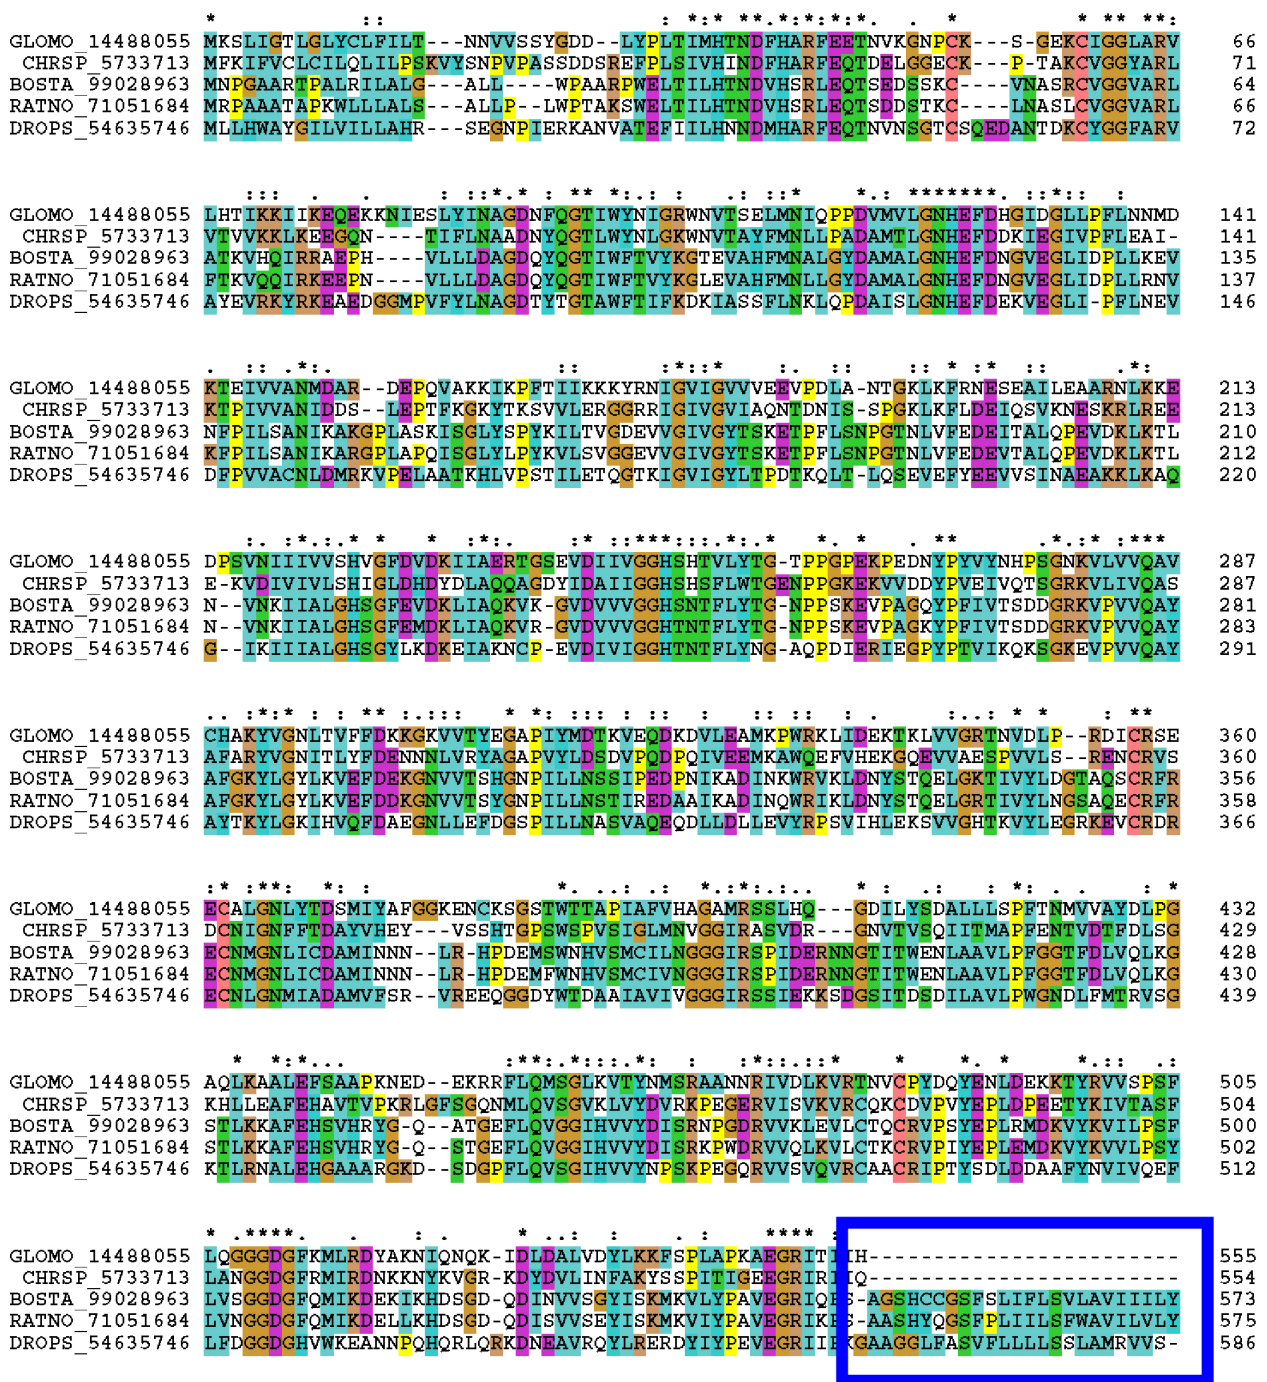 * :: : *:* **.*:*:*. . * * ** **:
GLOMO_14488055 MKSLIGTLGLYCLFILT---NNVVSSYGDD--LYPLTIMHTNDFHARFEETNVKGNPCK---S-GEKCIGGLARV 66
CHRSP_5733713 MFKIFVCLCILQLILPSKVYSNPVPASSDDSREFPLSIVHINDFHARFEQTDELGGECK---P-TAKCVGGYARL 71
BOSTA_99028963 MNPGAARTPALRILALG---ALL---WPAARPWELTILHTNDVHSRLEQTSEDSSKC----VNASRCVGGVARL 64
RATNO_71051684 MRPAAATAPKWLLLALS---ALLP--LWPTAKSWELTILHTNDVHSRLEQTSDDSTKC----LNASLCVGGVARL 66
DROPS_54635746 MLLHWAYGILVILLAHR---SEGNPIERKANVATEFIILHNNDMHARFEQTNVNSGTCSQEDANTDKCYGGFARV 72
::: . . : ::*.* :.** *:.: .: ::* *.: *******. :*:: :
GLOMO_14488055 LHTIKKIIKEQEKKNIESLYINAGDNFQGTIWYNIGRWNVTSELMNIQPPDVMVLGNHEFDHGIDGLLPFLNNMD 141
CHRSP_5733713 VTVVKKLKEEGQN----TIFLNAADNYQGTLWYNLGKWNVTAYFMNLLPADAMTLGNHEFDDKIEGIVPFLEAI- 141
BOSTA_99028963 ATKVHQIRRAEPH----VLLLDAGDQYQGTIWFTVYKGTEVAHFMNALGYDAMALGNHEFDNGVEGLIDPLLKEV 135
RATNO_71051684 FTKVQQIRKEEPN----VLLLDAGDQYQGTIWFTVYKGLEVAHFMNLLGYDAMALGNHEFDNGVEGLIDPLLRNV 137
DROPS_54635746 AYEVRKYRKEAEDGGMPVFYLNAGDTYTGTAWFTIFKDKIASSFLNKLQPDAISLGNHEFDEKVEGLI-PFLNEV 146
. :: .*:. :: :*::* : .: * :* . :: : .*:
GLOMO_14488055 KTEIVVANMDAR--DEPQVAKKIKPFTIIKKKYRNIGVIGVVVEEVPDLA-NTGKLKFRNESEAILEAARNLKKE 213
CHRSP_5733713 KTPIVVANIDDS--LEPTFKGKYTKSVVLERGGRRIGIVGVIAQNTDNIS-SPGKLKFLDEIQSVKNESKRLREE 213
BOSTA_99028963 NFPILSANIKAKGPLASKISGLYSPYKILTVGDEVVGIVGYTSKETPFLSNPGTNLVFEDEITALQPEVDKLKTL 210
RATNO_71051684 KFPILSANIKARGPLAPQISGLYLPYKVLSVGGEVVGIVGYTSKETPFLSNPGTNLVFEDEVTALQPEVDKLKTL 212
DROPS_54635746 DFPVVACNLDMRKVPELAATKHLVPSTILETQGTKIGVIGYLTPDTKQLT-LQSEVEFYEEVVSINAEAKKLKAQ 220
:. :: :.:.* * * :*:. :* ::****:*::*:*:. *. * . ** *.:.:***
GLOMO_14488055 DPSVNIIIVVSHVGFDVDKIIAERTGSEVDIIVGGHSHTVLYTG-TPPGPEKPEDNYPYVYNHPSGNKVLVVQAV 287
CHRSP_5733713 E-KVDIVIVLSHIGLDHDYDLAQQAGDYIDAIIGGHSHSFLWTGENPPGKEKVVDDYPVEIVQTSGRKVLIVQAS 287
BOSTA_99028963 N--VNKIIALGHSGFEVDKLIAQKVK-GVDVVVGGHSNTFLYTG-NPPSKEVPAGQYPFIVTSDDGRKVPVVQAY 281
RATNO_71051684 N--VNKIIALGHSGFEMDKLIAQKVR-GVDVVVGGHTNTFLYTG-NPPSKEVPAGKYPFIVTSDDGRKVPVVQAY 283
DROPS_54635746 G--IKIIIALGHSGYLKDKEIAKNCP-EVDIVIGGHTNTFLYNG-AQPDIERIEGPYPTVIKQKSGKEVPVVQAY 291
.. :*:*:* : : ** :.::: * *: ::: :: : : :: : . :..: * * : **
GLOMO_14488055 CHAKYVGNLTVFFDKKGKVVTYEGAPIYMDTKVEQDKDVLEAMKPWRKLIDEKTKLVVGRTNVDLP--RDICRSE 360
CHRSP_5733713 AFARYVGNITLYFDENNNLVRYAGAPVYLDSDVPQDPQIVEEMKAWQEFVHEKGQEVVAESPVVLS--RENCRVS 360
BOSTA_99028963 AFGKYLGYLKVEFDEKGNVVTSHGNPILLNSSIPEDPNIKADINKWRVKLDNYSTQELGKTIVYLDGTAQSCRFR 356
RATNO_71051684 AFGKYLGYLKVEFDDKGNVVTSYGNPILLNSTIREDAAIKADINQWRIKLDNYSTQELGRTIVYLNGSAQECRFR 358
DROPS_54635746 AYTKYLGKIHVQFDAEGNLLEFDGSPILLNASVAQEQDLLDLLEVYRPSVIHLEKSVVGHTKVYLEGRKEVCRDR 366
:* :**: *: : *. ..: : *.:*:.: * . .: *: . . : *
GLOMO_14488055 ECALGNLYTDSMIYAFGGKENCKSGSTWTTAPIAFVHAGAMRSSLHQ---GDILYSDALLLSPFTNMVVAYDLPG 432
CHRSP_5733713 DCNIGNFFTDAYVHEY---VSSHTGPSWSPVSIGLMNVGGIRASVDR---GNVTVSQIITMAPFENTVDTFDLSG 429
BOSTA_99028963 ECNMGNLICDAMINNN--LR-HPDEMSWNHVSMCILNGGGIRSPIDERNNGTITWENLAAVLPFGGTFDLVQLKG 428
RATNO_71051684 ECNMGNLICDAMINNN--LR-HPDEMFWNHVSMCIVNGGGIRSPIDERNNGTITWENLAAVLPFGGTFDLVQLKG 430
DROPS_54635746 ECNLGNMIADAMVFSR--VREEQGGDYWTDAAIAVIVGGGIRSSIEKKSDGSITDSDILAVLPWGNDLFMTRVSG 439
* *:*... :**:.*:::.*: : *:::.::: * *. * *.:: .:
GLOMO_14488055 AQLKAALEFSAAPKNED--EKRRFLQMSGLKVTYNMSRAANNRIVDLKVRTNVCPYDQYENLDEKKTYRVVSPSF 505
CHRSP_5733713 KHLLEAFEHAVTVPKRLGFSGQNMLQVSGVKLVYDVRKPEGERVISVKVRCQKCDVPVYEPLDPEETYKIVTASF 504
BOSTA_99028963 STLKKAFEHSVHRYG-Q--ATGEFLQVGGIHVVYDISRNPGDRVVKLEVLCTQCRVPSYEPLRMDKVYKVILPSF 500
RATNO_71051684 STLKKAFEHSVHRYG-Q--STGEFLQVGGIHVVYDISRKPWDRVVQLKVLCTKCRVPIYEPLEMDKVYKVVLPSY 502
DROPS_54635746 KTLRNALEHGAAARGKD--SDGPFLQVSGIHVVYNPSKPEGQRVVSVQVRCAACRIPTYSDLDDAAFYNVIVQEF 512
* .****. : . * .: : ****. :
GLOMO_14488055 LQGGGDGFKMLRDYAKNIQNQK-IDLDALVDYLKKFSPLAPKAEGRITIIH------------------------ 555
CHRSP_5733713 LANGGDGFRMIRDNKKNYKVGR-KDYDVLINFAKYSSPITIGEEGRIRIIQ------------------------ 554
BOSTA_99028963 LVSGGDGFQMIKDEKIKHDSGD-QDINVVSGYISKMKVLYPAVEGRIQFS-AGSHCCGSFSLIFLSVLAVIIILY 573
RATNO_71051684 LVNGGDGFQMIKDELLKHDSGD-QDISVVSEYISKMKVIYPAVEGRIKFS-AASHYQGSFPLIILSFWAVILVLY 575
DROPS_54635746 LFDGGDGHVWKEANNPQHQRLQRKDNEAVRQYLRERDYIYPEVEGRIFKGAAGGLFASVFLLLLLSSLAMRVVS- 586